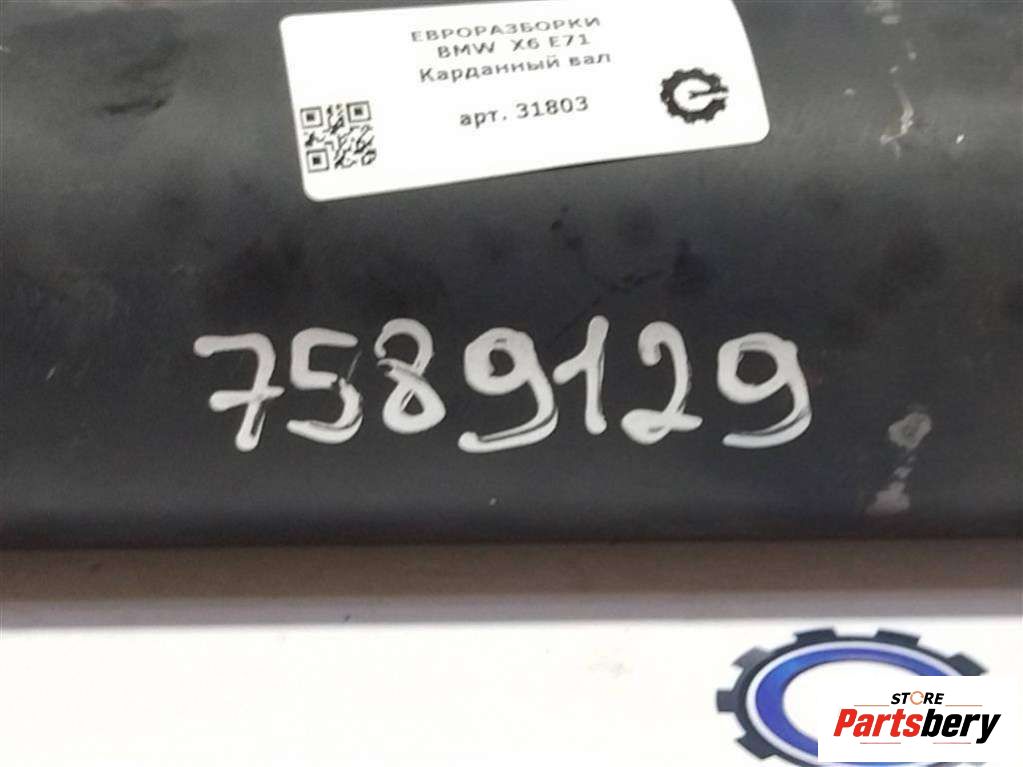 ЕВРОРАЗБОРКИ
BMW X6 E71
Карданный вал
арт. 31803
7589129
STORE
Partsbery